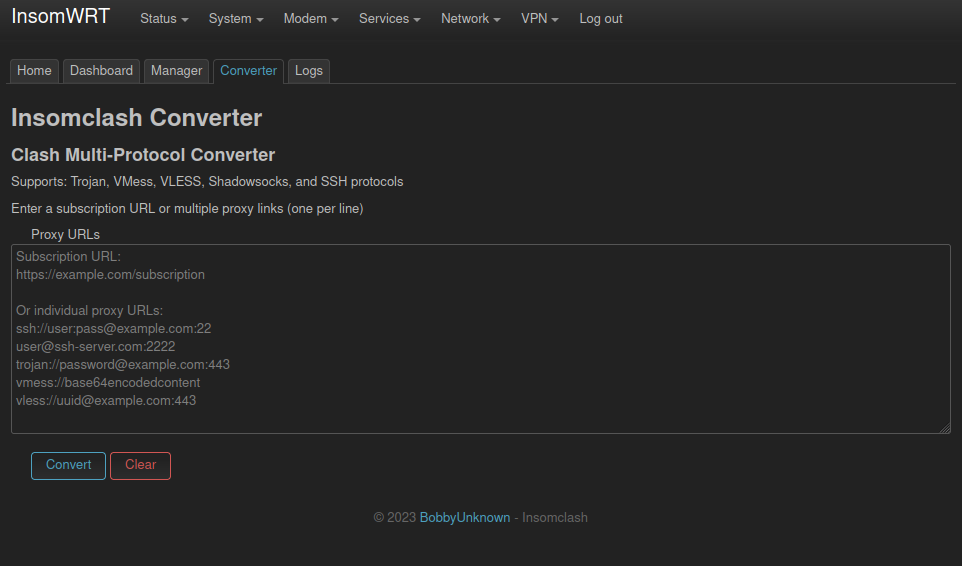 InsomWRT Status System Modem Services Network VPN Log out
Home Dashboard Manager Converter Logs
Insomclash Converter
Clash Multi-Protocol Converter
Supports: Trojan, VMess, VLESS, Shadowsocks, and SSH protocols
Enter a subscription URL or multiple proxy links (one per line)
Proxy URLs
Subscription URL:
https://example.com/subscription
Or individual proxy URLs:
ssh://user:pass@example.com:22
user@ssh-server.com:2222
trojan://password@example.com:443
vmess://base64encodedcontent
vless://uuid@example.com:443
Convert Clear
© 2023 BobbyUnknown - Insomclash